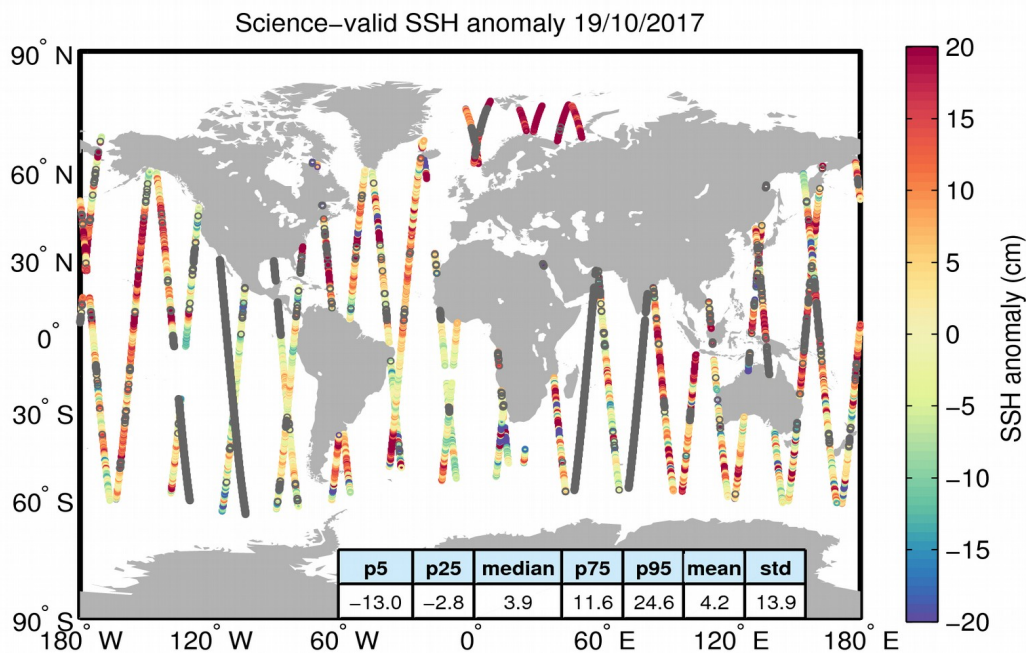 Science−valid SSH anomaly 19/10/2017
90° N
60° N
30° N
0°
30° S
60° S
90° S
180° W
120° W
60° W
0°
60° E
120° E
180° E
p5 p25 median p75 p95 mean std
−13.0 −2.8 3.9 11.6 24.6 4.2 13.9
20
15
10
5
0
−5
−10
−15
−20
SSH anomaly (cm)